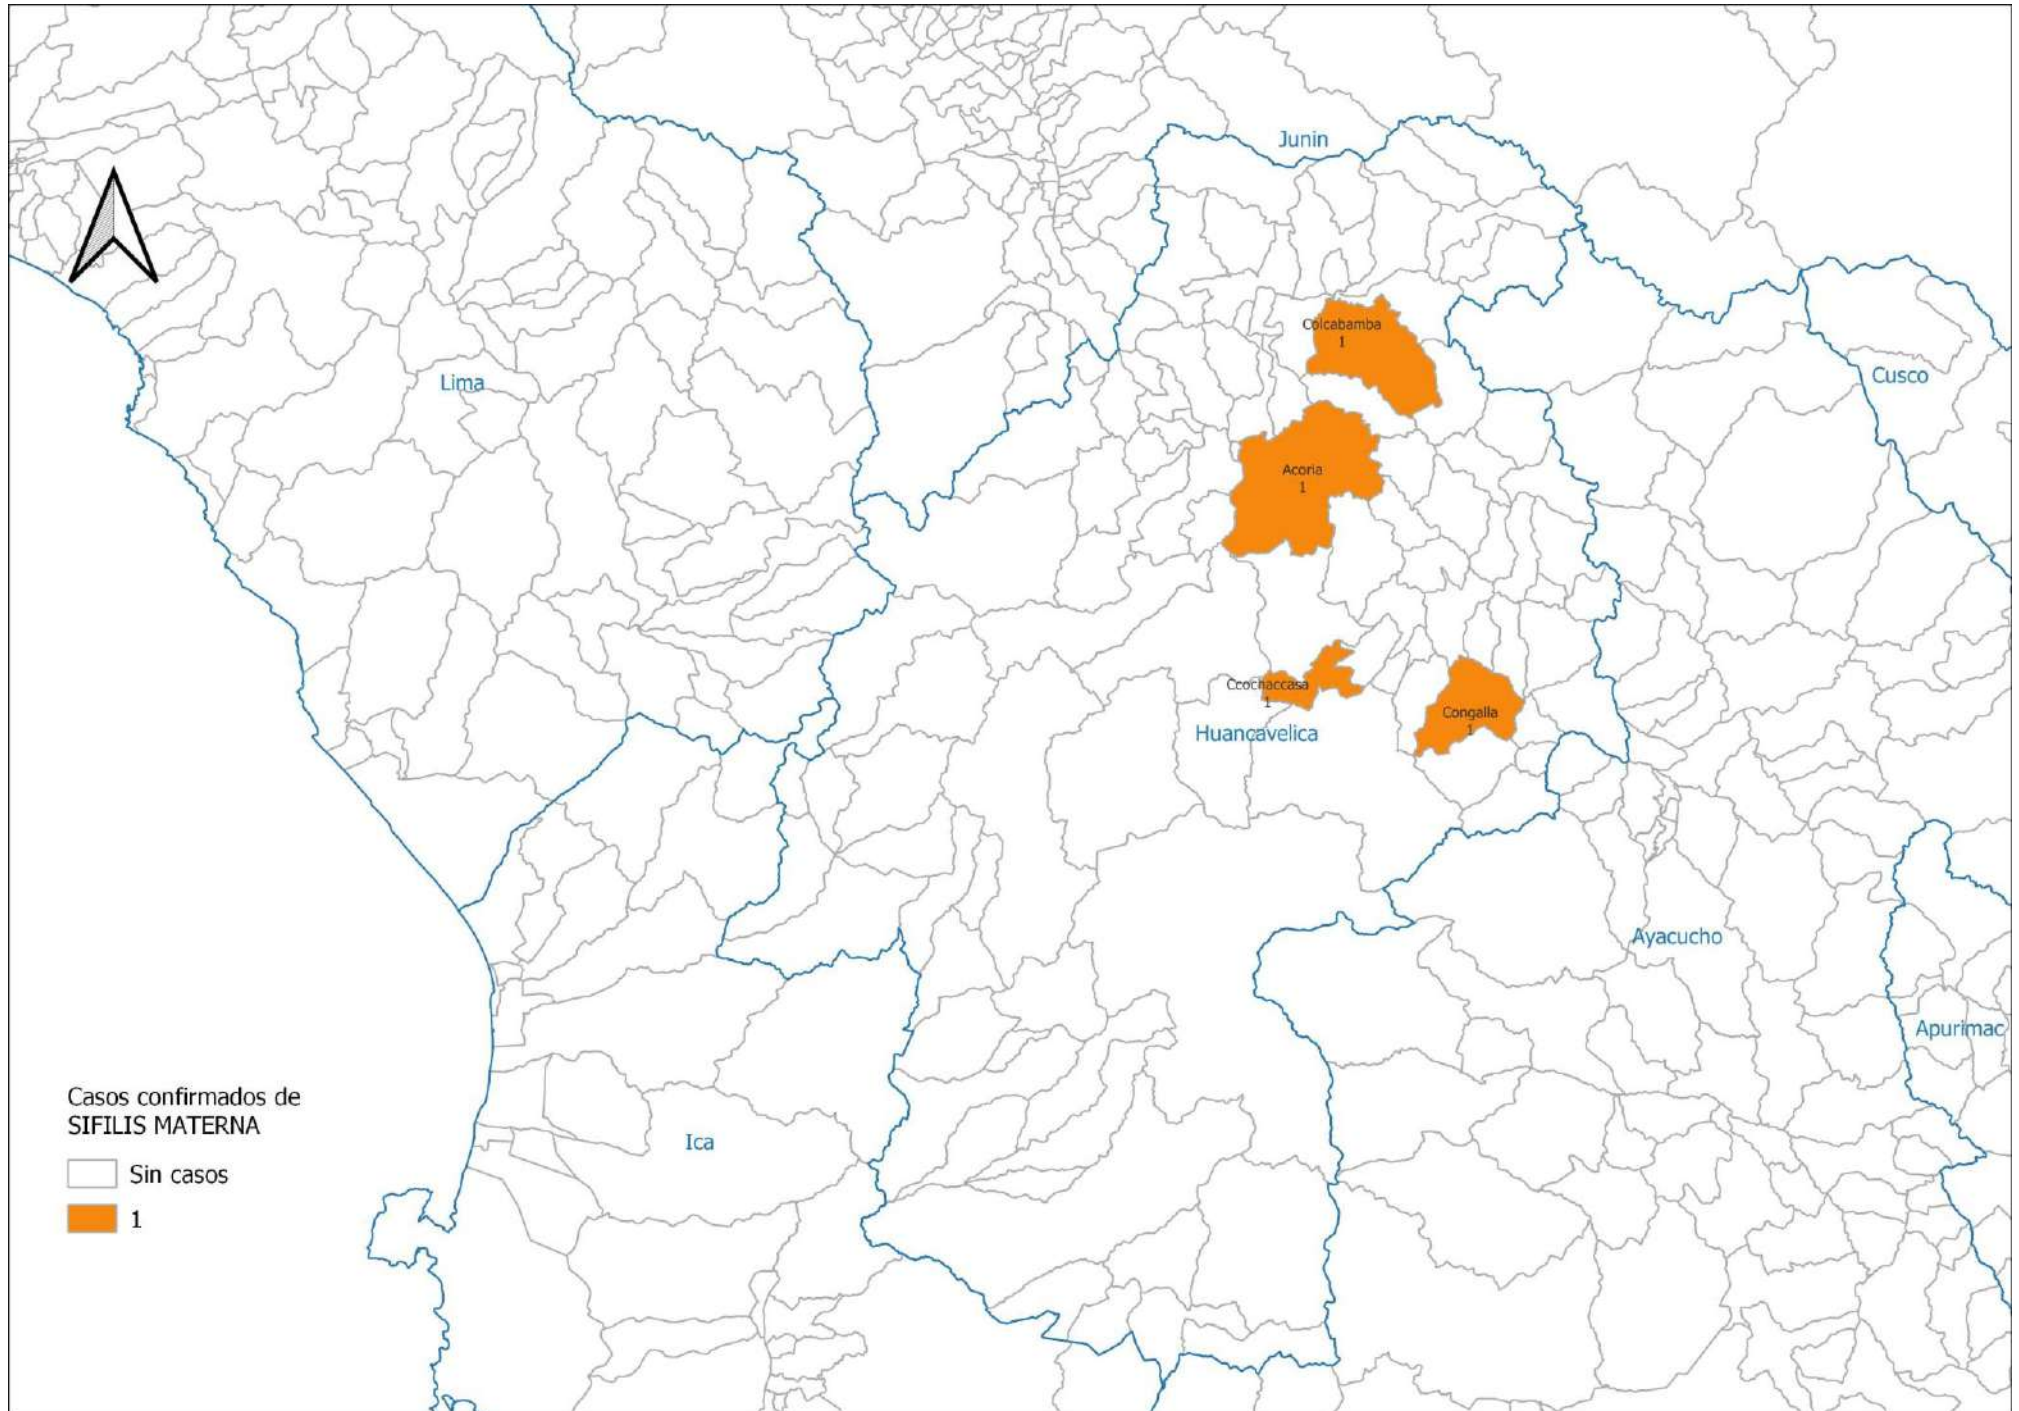 Junin
Colcabamba
1
Lima
Cusco
Acoria
1
Ccochaccasa
1
Congalla
1
Huancavelica
Ayacucho
Apurimac
Casos confirmados de
SIFILIS MATERNA
Ica
Sin casos
1